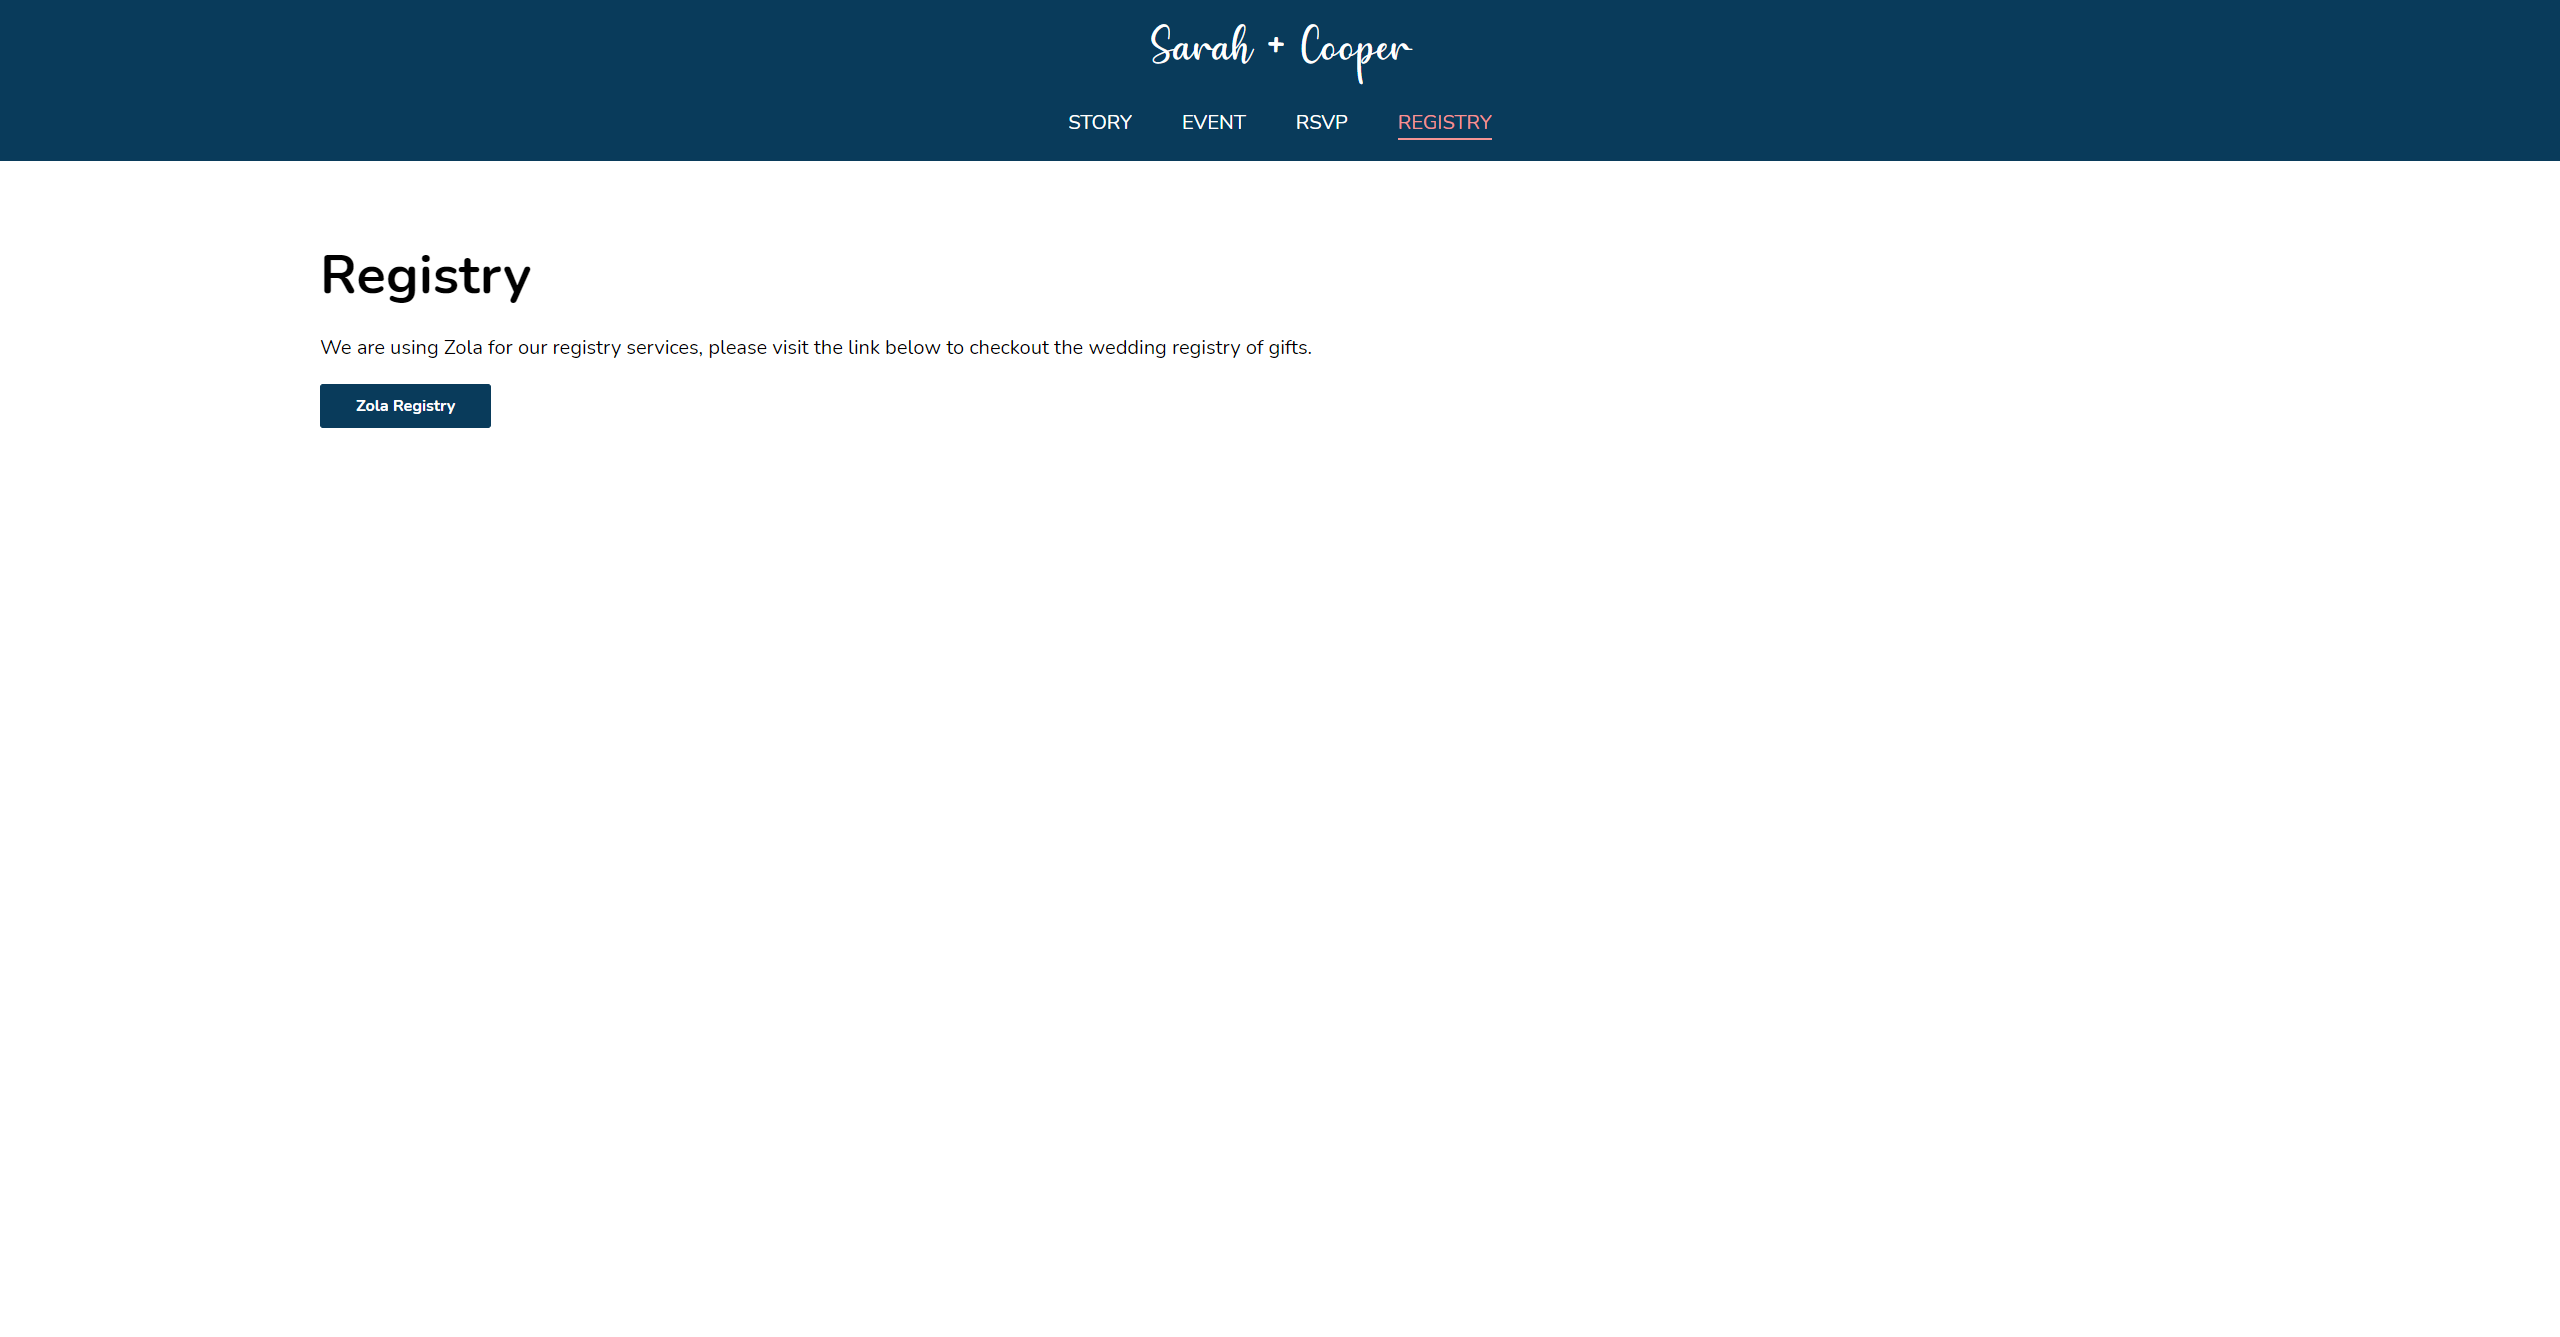 Sarah + Cooper
STORY EVENT RSVP REGISTRY
Registry
We are using Zola for our registry services, please visit the link below to checkout the wedding registry of gifts.
Zola Registry